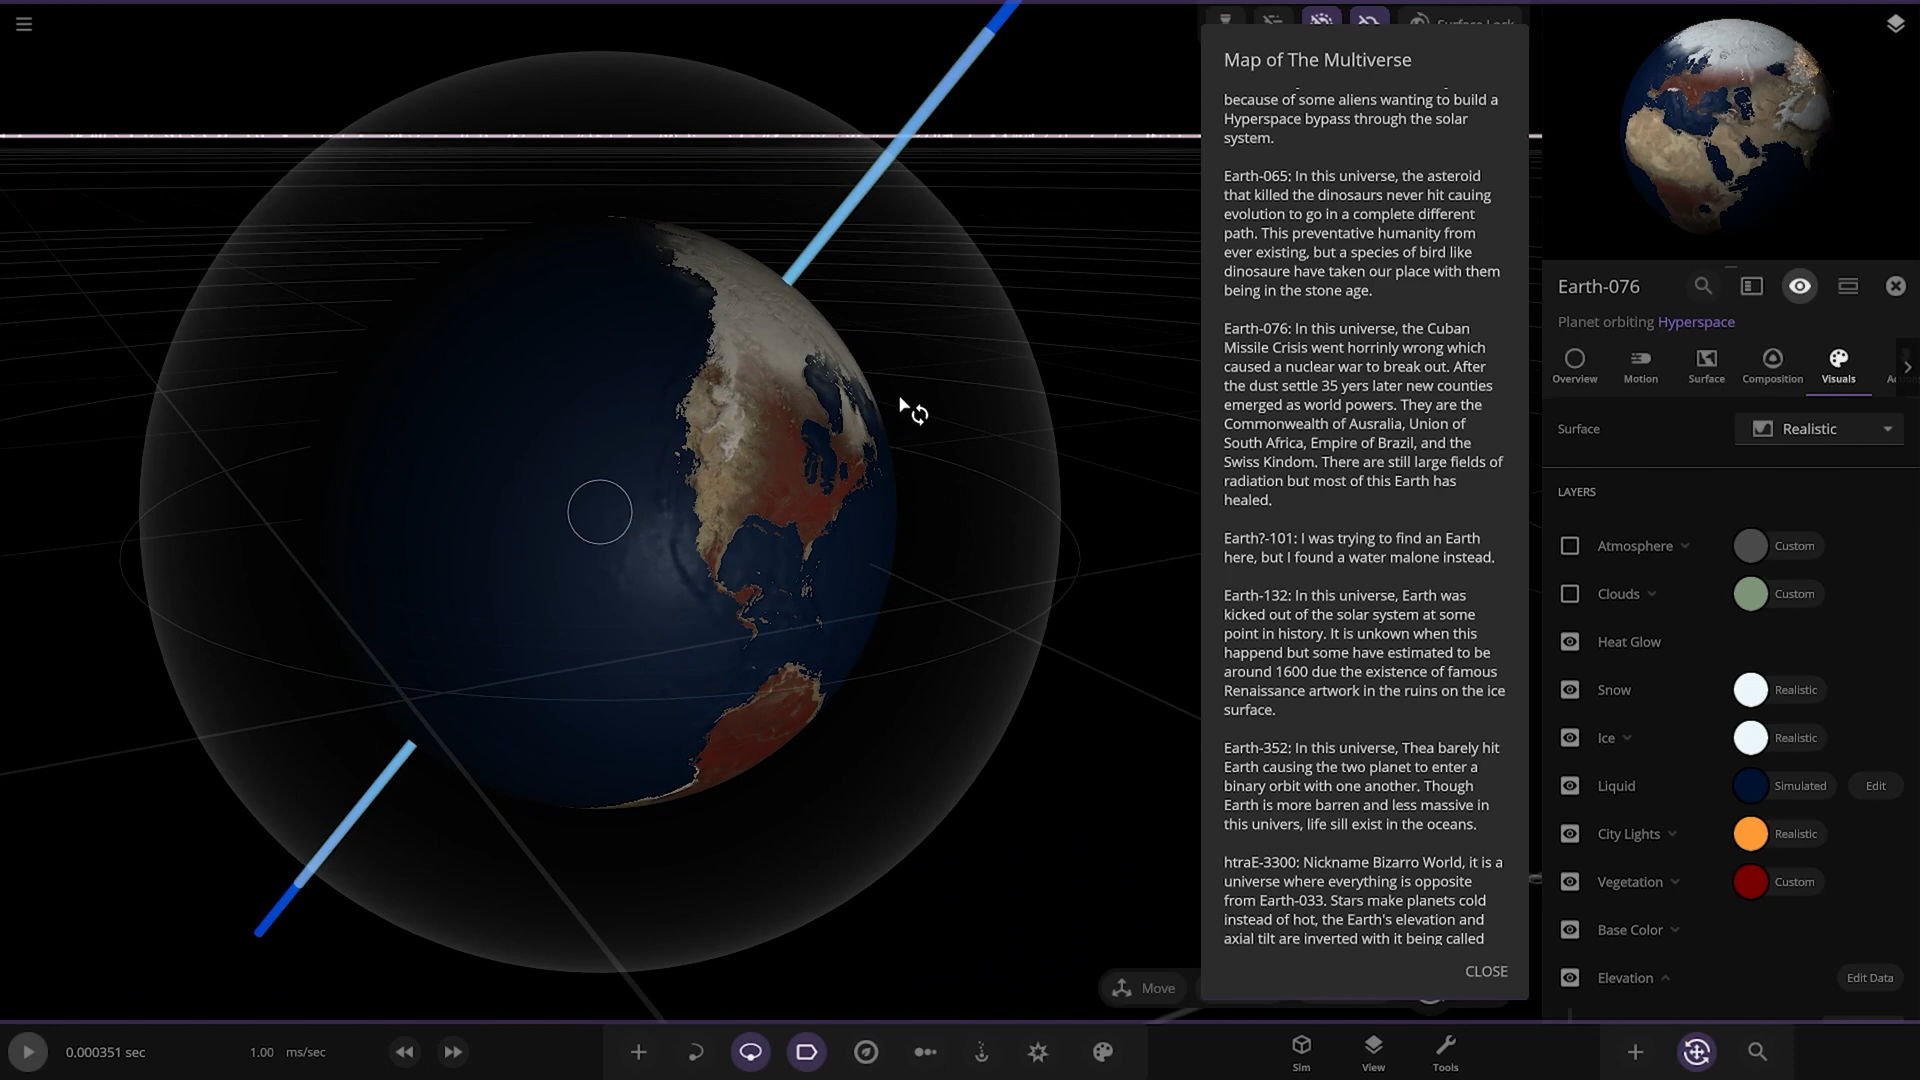 Surface Lock
Map of The Multiverse
because of some aliens wanting to build a
Hyperspace bypass through the solar
system.
Earth-065: In this universe, the asteroid
that killed the dinosaurs never hit cauing
evolution to go in a complete different
path. This preventative humanity from
ever existing, but a species of bird like
dinosaure have taken our place with them
being in the stone age.
Earth-076: In this universe, the Cuban
Missile Crisis went horrinly wrong which
caused a nuclear war to break out. After
the dust settle 35 yers later new counties
emerged as world powers. They are the
Commonwealth of Ausralia, Union of
South Africa, Empire of Brazil, and the
Swiss Kindom. There are still large fields of
radiation but most of this Earth has
healed.
Earth?-101: I was trying to find an Earth
here, but I found a water malone instead.
Earth-132: In this universe, Earth was
kicked out of the solar system at some
point in history. It is unkown when this
happend but some have estimated to be
around 1600 due the existence of famous
Renaissance artwork in the ruins on the ice
surface.
Earth-352: In this universe, Thea barely hit
Earth causing the two planet to enter a
binary orbit with one another. Though
Earth is more barren and less massive in
this univers, life sill exist in the oceans.
htraE-3300: Nickname Bizarro World, it is a
universe where everything is opposite
from Earth-033. Stars make planets cold
instead of hot, the Earth's elevation and
axial tilt are inverted with it being called
CLOSE
Move
Earth-076
Planet orbiting Hyperspace
Overview
Motion
Surface
Composition
Visuals
Surface
Realistic
LAYERS
Atmosphere
Custom
Clouds
Custom
Heat Glow
Snow
Realistic
Ice
Realistic
Liquid
Simulated
Edit
City Lights
Realistic
Vegetation
Custom
Base Color
Elevation
Edit Data
0.000351 sec
1.00 ms/sec
Sim
View
Tools